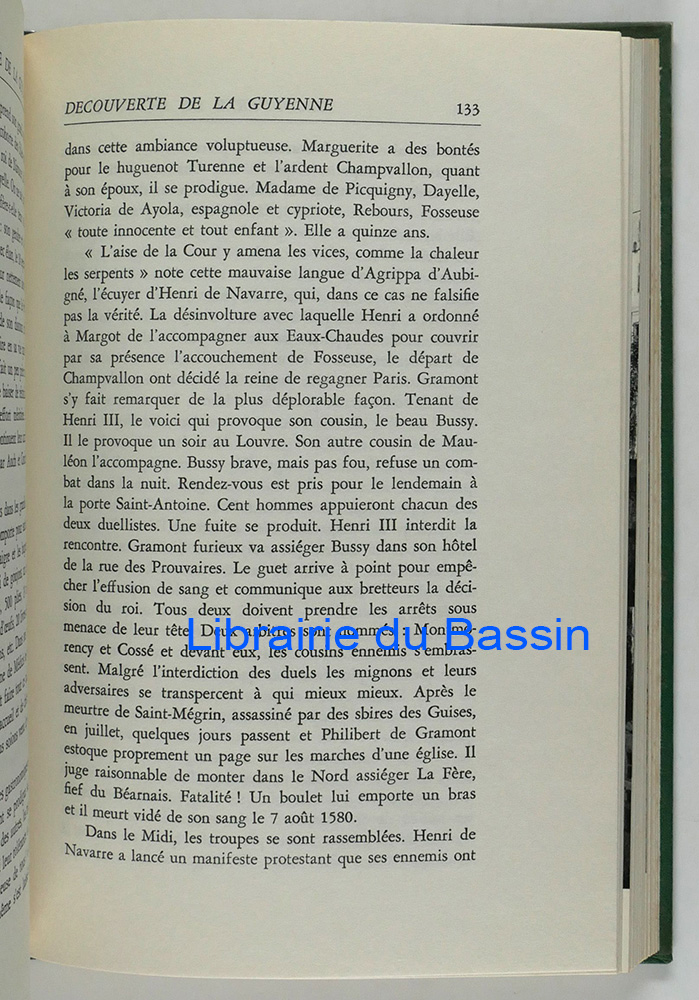 DECOUVERTE DE LA GUYENNE 133
dans cette ambiance voluptueuse. Marguerite a des bontés
pour le huguenot Turenne et l'ardent Champvallon, quant
à son époux, il se prodigue. Madame de Picquigny, Dayelle,
Victoria de Ayola, espagnole et cypriote, Rebours, Fosseuse
« toute innocente et tout enfant ». Elle a quinze ans.
« L'aise de la Cour y amena les vices, comme la chaleur
les serpents » note cette mauvaise langue d'Agrippa d'Aubi-
gné, l'écuyer d'Henri de Navarre, qui, dans ce cas ne falsifie
pas la vérité. La désinvolture avec laquelle Henri a ordonné
à Margot de l'accompagner aux Eaux-Chaudes pour couvrir
par sa présence l'accouchement de Fosseuse, le départ de
Champvallon ont décidé la reine de regagner Paris. Gramont
s'y fait remarquer de la plus déplorable façon. Tenant de
Henri III, le voici qui provoque son cousin, le beau Bussy.
Il le provoque un soir au Louvre. Son autre cousin de Mau-
léon l'accompagne. Bussy brave, mais pas fou, refuse un com-
bat dans la nuit. Rendez-vous est pris pour le lendemain à
la porte Saint-Antoine. Cent hommes appuieront chacun des
deux duellistes. Une fuite se produit. Henri III interdit la
rencontre. Gramont furieux va assiéger Bussy dans son hôtel
de la rue des Prouvaires. Le guet arrive à point pour empê-
cher l'effusion de sang et communique aux bretteurs la déci-
sion du roi. Tous deux doivent prendre les arrêts sous
menace de leur tête. Deux arbitres sont nommés : Mon
Librairie du Bassin
rency et Cossé et devant eux, les cousins ennemis s'embras-
sent. Malgré l'interdiction des duels les mignons et leurs
adversaires se transpercent à qui mieux mieux. Après le
meurtre de Saint-Mégrin, assassiné par des sbires des Guises,
en juillet, quelques jours passent et Philibert de Gramont
estoque proprement un page sur les marches d'une église. Il
juge raisonnable de monter dans le Nord assiéger La Fère,
fief du Béarnais. Fatalité ! Un boulet lui emporte un bras
et il meurt vidé de son sang le 7 août 1580.
Dans le Midi, les troupes se sont rassemblées. Henri de
Navarre a lancé un manifeste protestant que ses ennemis ont